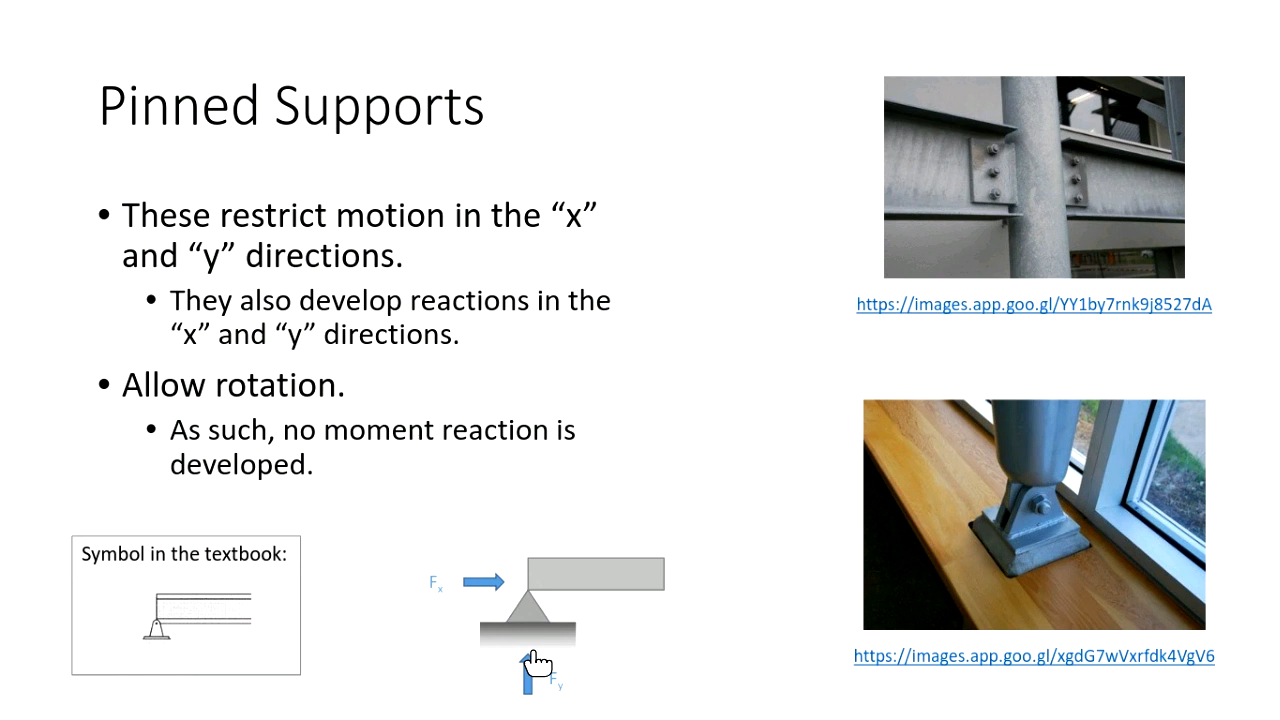 Pinned Supports
• These restrict motion in the “x”
and “y” directions.
• They also develop reactions in the
“x” and “y” directions.
• Allow rotation.
• As such, no moment reaction is
developed.
Symbol in the textbook:
Fx
Fy
https://images.app.goo.gl/YY1by7rnk9j8527dA
https://images.app.goo.gl/xgdG7wVxrfdk4VgV6